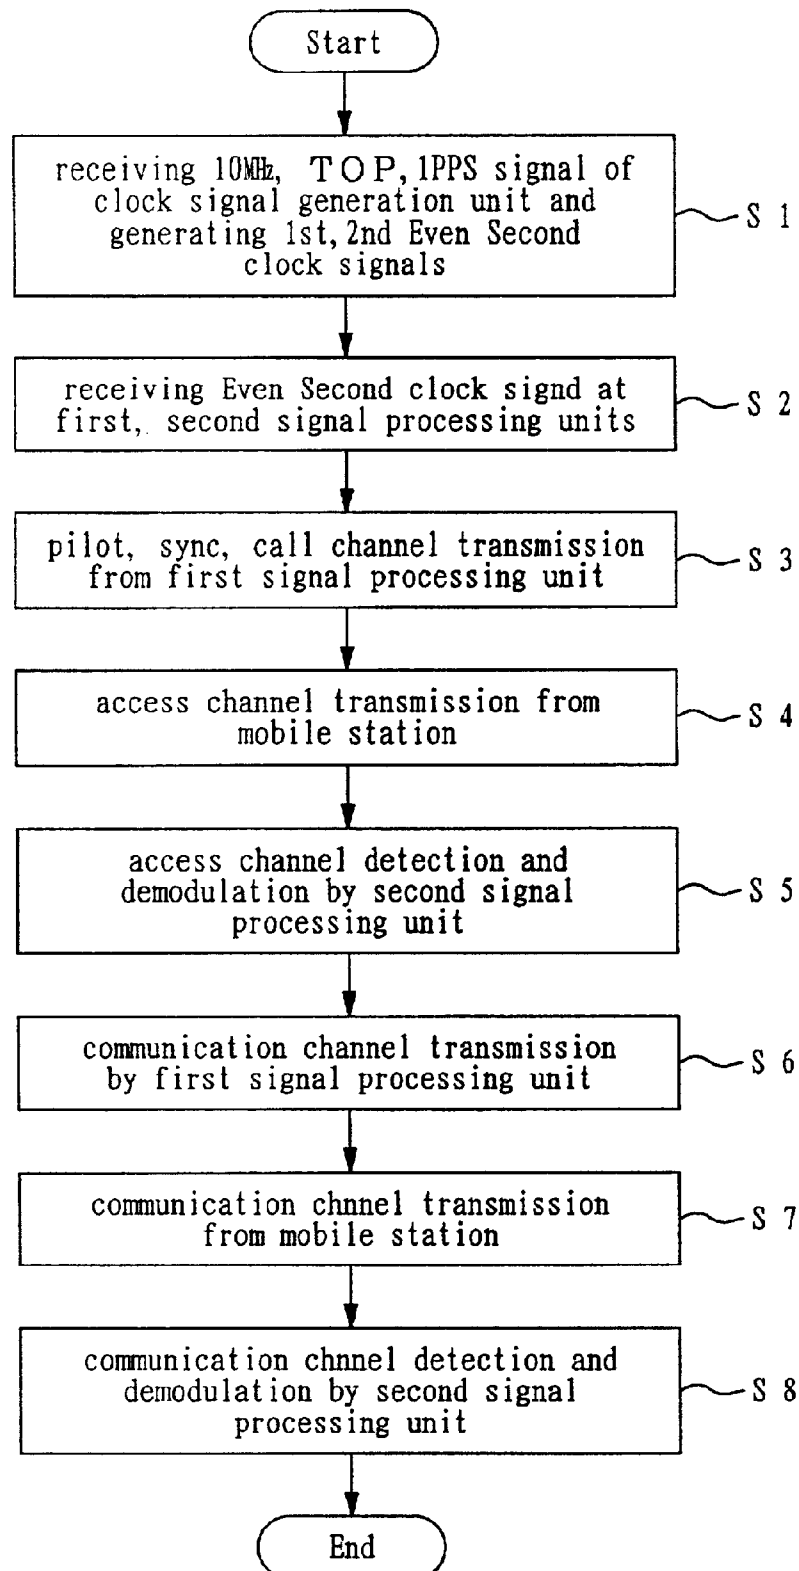 Start
receiving 10MHz, TOP, 1PPS signal of
clock signal generation unit and
generating 1st, 2nd Even Second
clock signals
S 1
receiving Even Second clock signd at
first, second signal processing units
S 2
pilot, sync, call channel transmission
from first signal processing unit
S 3
access channel transmission from
mobile station
S 4
access channel detection and
demodulation by second signal
processing unit
S 5
communication channel transmission
by first signal processing unit
S 6
communication chnnel transmission
from mobile station
S 7
communication chnnel detection and
demodulation by second signal
processing unit
S 8
End